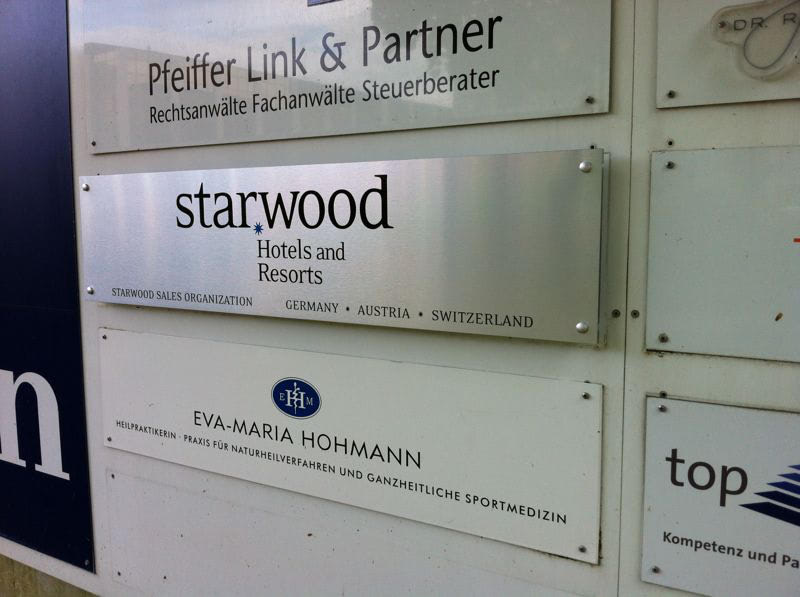 Pfeiffer Link & Partner
Rechtsanwälte Fachanwälte Steuerberater
starwood
Hotels and
Resorts
STARWOOD SALES ORGANIZATION GERMANY * AUSTRIA * SWITZERLAND
EHM
EVA-MARIA HOHMANN
HEILPRAKTIKERIN · PRAXIS FÜR NATURHEILVERFAHREN UND GANZHEITLICHE SPORTMEDIZIN
n
DR. R
top
Kompetenz und Pa